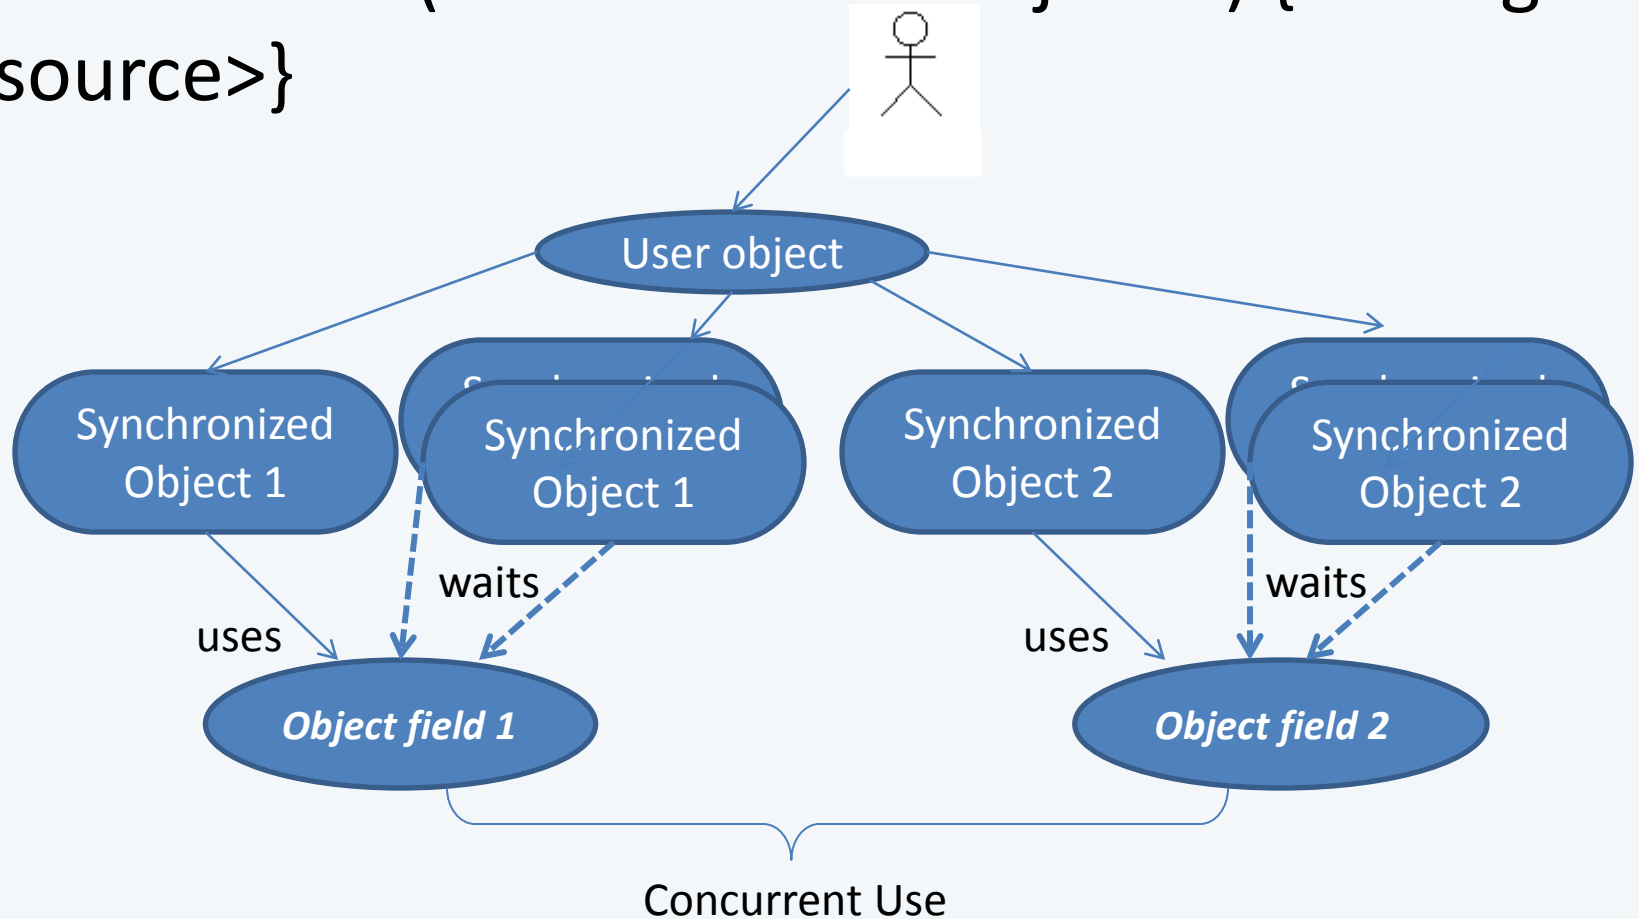 source>}
User object
Synchronized
Object 1
Synchronized
Object 1
Synchronized
Object 2
Synchronized
Object 2
waits
waits
uses
uses
Object field 1
Object field 2
Concurrent Use